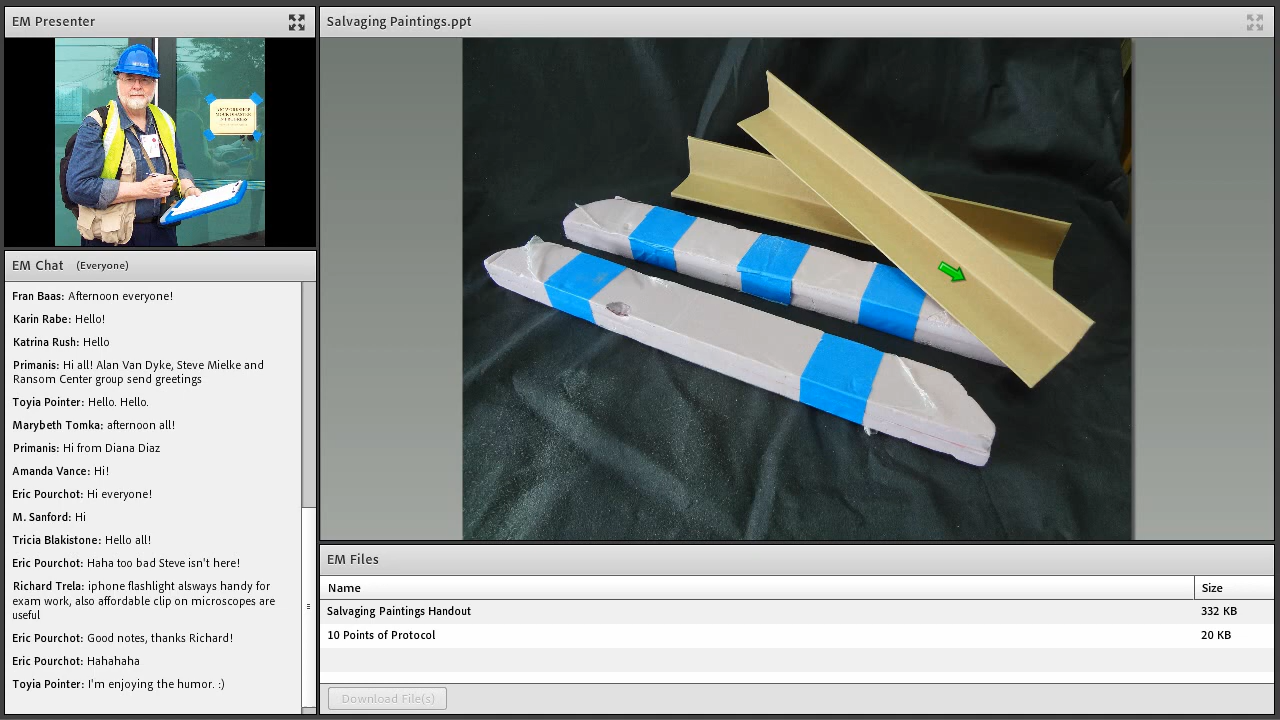 EM Presenter
Salvaging Paintings.ppt
EM Chat (Everyone)
Fran Baas: Afternoon everyone!
Karin Rabe: Hello!
Katrina Rush: Hello
Primanis: Hi all! Alan Van Dyke, Steve Mielke and
Ransom Center group send greetings
Toyia Pointer: Hello. Hello.
Marybeth Tomka: afternoon all!
Primanis: Hi from Diana Diaz
Amanda Vance: Hi!
Eric Pourchot: Hi everyone!
M. Sanford: Hi
Tricia Blakistone: Hello all!
Eric Pourchot: Haha too bad Steve isn't here!
Richard Trela: iphone flashlight alsways handy for
exam work, also affordable clip on microscopes are
useful
Eric Pourchot: Good notes, thanks Richard!
Eric Pourchot: Hahahaha
Toyia Pointer: I'm enjoying the humor. :)
EM Files
Name Size
Salvaging Paintings Handout 332 KB
10 Points of Protocol 20 KB
Download File(s)